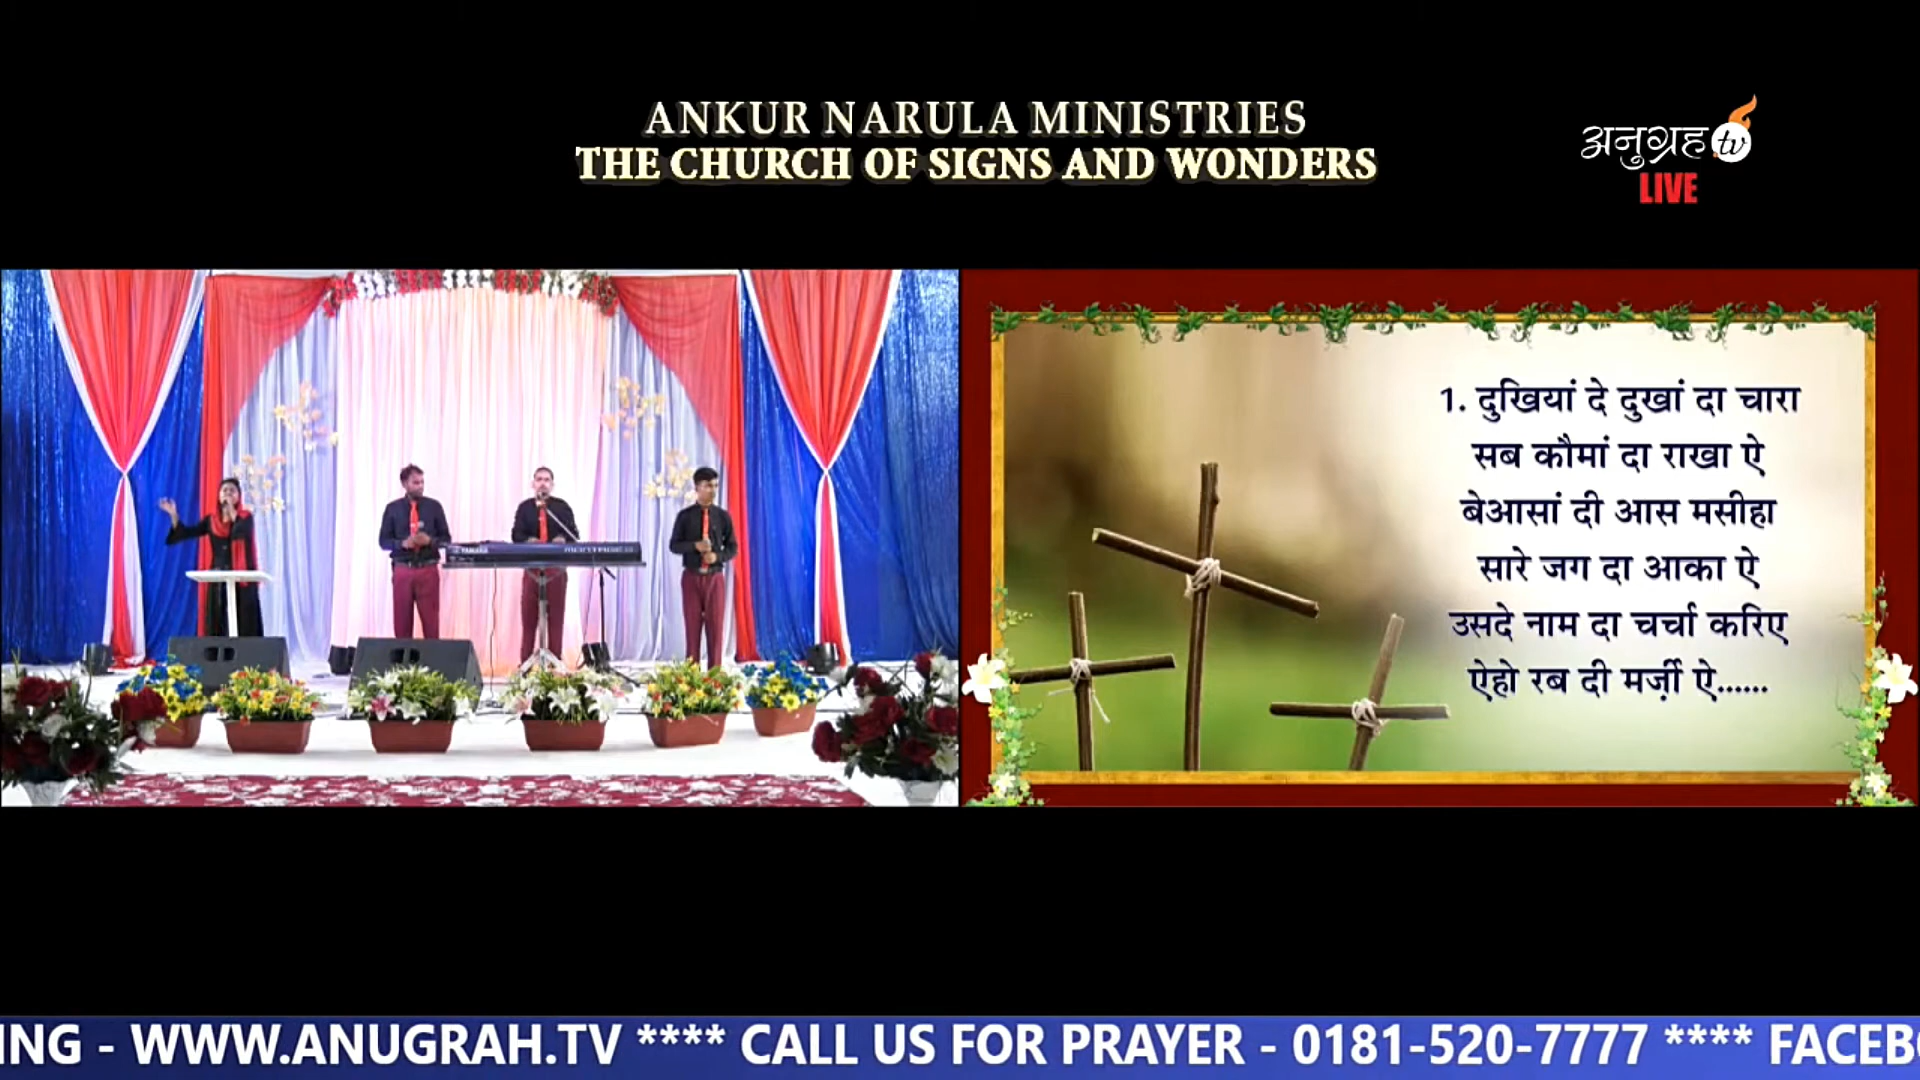 ANKUR NARULA MINISTRIES
THE CHURCH OF SIGNS AND WONDERS
अनुग्रह tv
LIVE
1. दुखियां दे दुखां दा चारा
सब कौमां दा राखा ऐ
बेआसां दी आस मसीहा
सारे जग दा आका ऐ
उसदे नाम दा चर्चा करिए
ऐहो रब दी मर्ज़ी ऐ......
YAMAHA
ING - WWW.ANUGRAH.TV **** CALL US FOR PRAYER - 0181-520-7777 **** FACEB